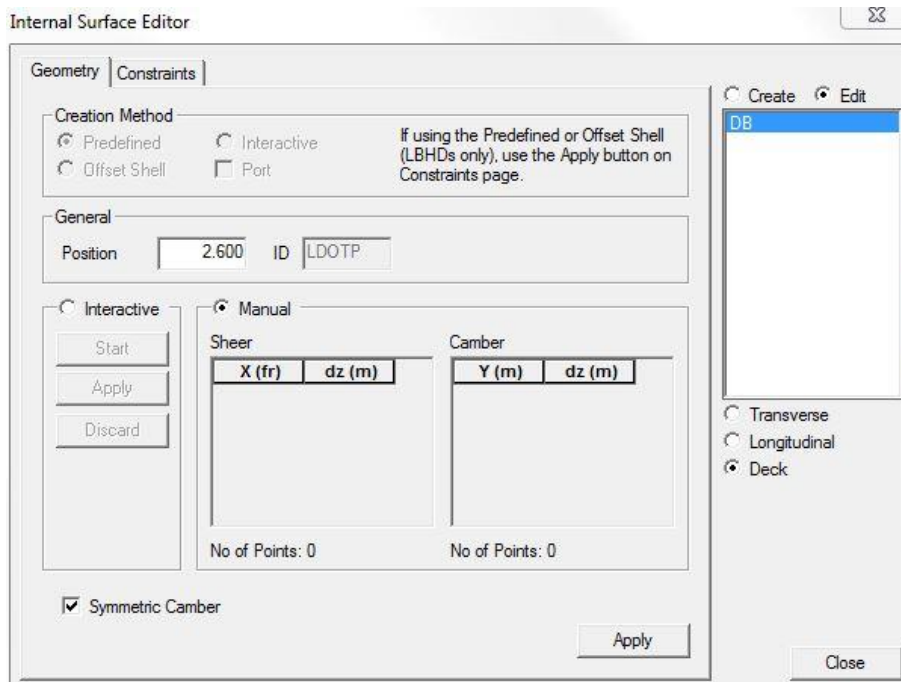 Internal Surface Editor
Geometry Constraints
Create Edit
DB
Creation Method
Predefined Interactive
Offset Shell Port
If using the Predefined or Offset Shell
(LBHDs only), use the Apply button on
Constraints page.
General
Position 2.600 ID LDOTP
Interactive Manual
Start
Apply
Discard
Sheer Camber
X (fr) dz (m) Y (m) dz (m)
No of Points: 0 No of Points: 0
Transverse
Longitudinal
Deck
Symmetric Camber
Apply
Close